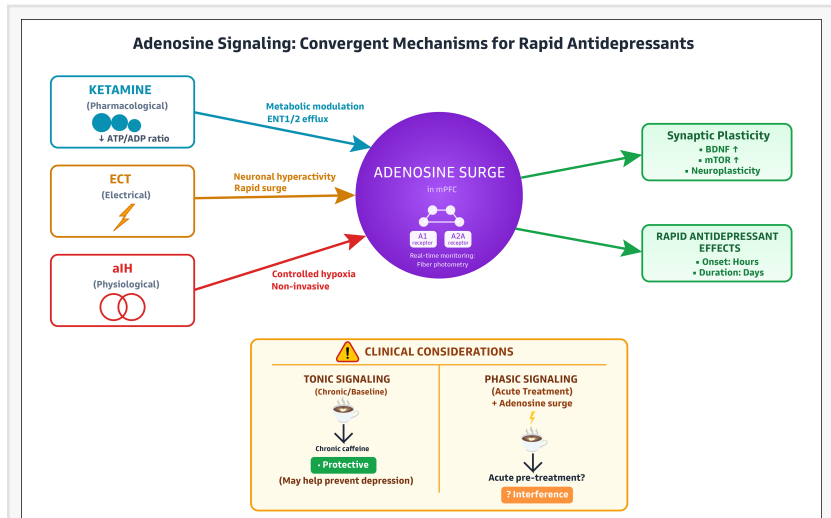 Adenosine Signaling: Convergent Mechanisms for Rapid Antidepressants
KETAMINE
(Pharmacological)
↓ ATP/ADP ratio
Metabolic modulation
ENT1/2 efflux
ECT
(Electrical)
Neuronal hyperactivity
Rapid surge
aIH
(Physiological)
Controlled hypoxia
Non-invasive
ADENOSINE SURGE
in mPFC
A1
receptor
A2A
receptor
Real-time monitoring:
Fiber photometry
Synaptic Plasticity
▪ BDNF ↑
▪ mTOR ↑
▪ Neuroplasticity
RAPID ANTIDEPRESSANT
EFFECTS
▪ Onset: Hours
▪ Duration: Days
CLINICAL CONSIDERATIONS
TONIC SIGNALING
(Chronic/Baseline)
Chronic caffeine
· Protective
(May help prevent depression)
PHASIC SIGNALING
(Acute Treatment)
+ Adenosine surge
Acute pre-treatment?
? Interference